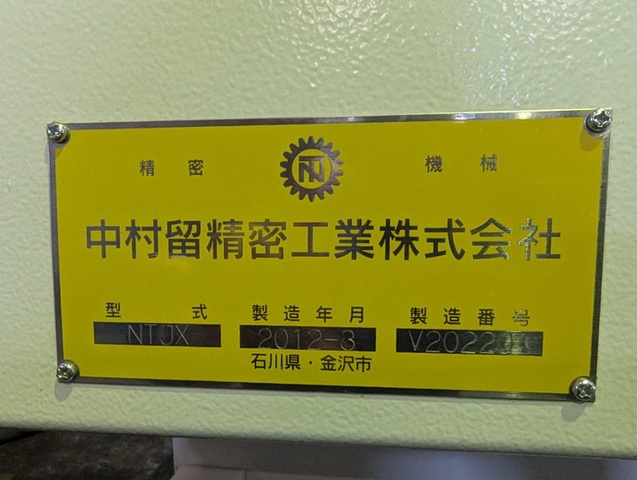 精密 機械
中村留精密工業株式会社
型式 製造年月 製造番号
NTJX 2012-3
石川県・金沢市